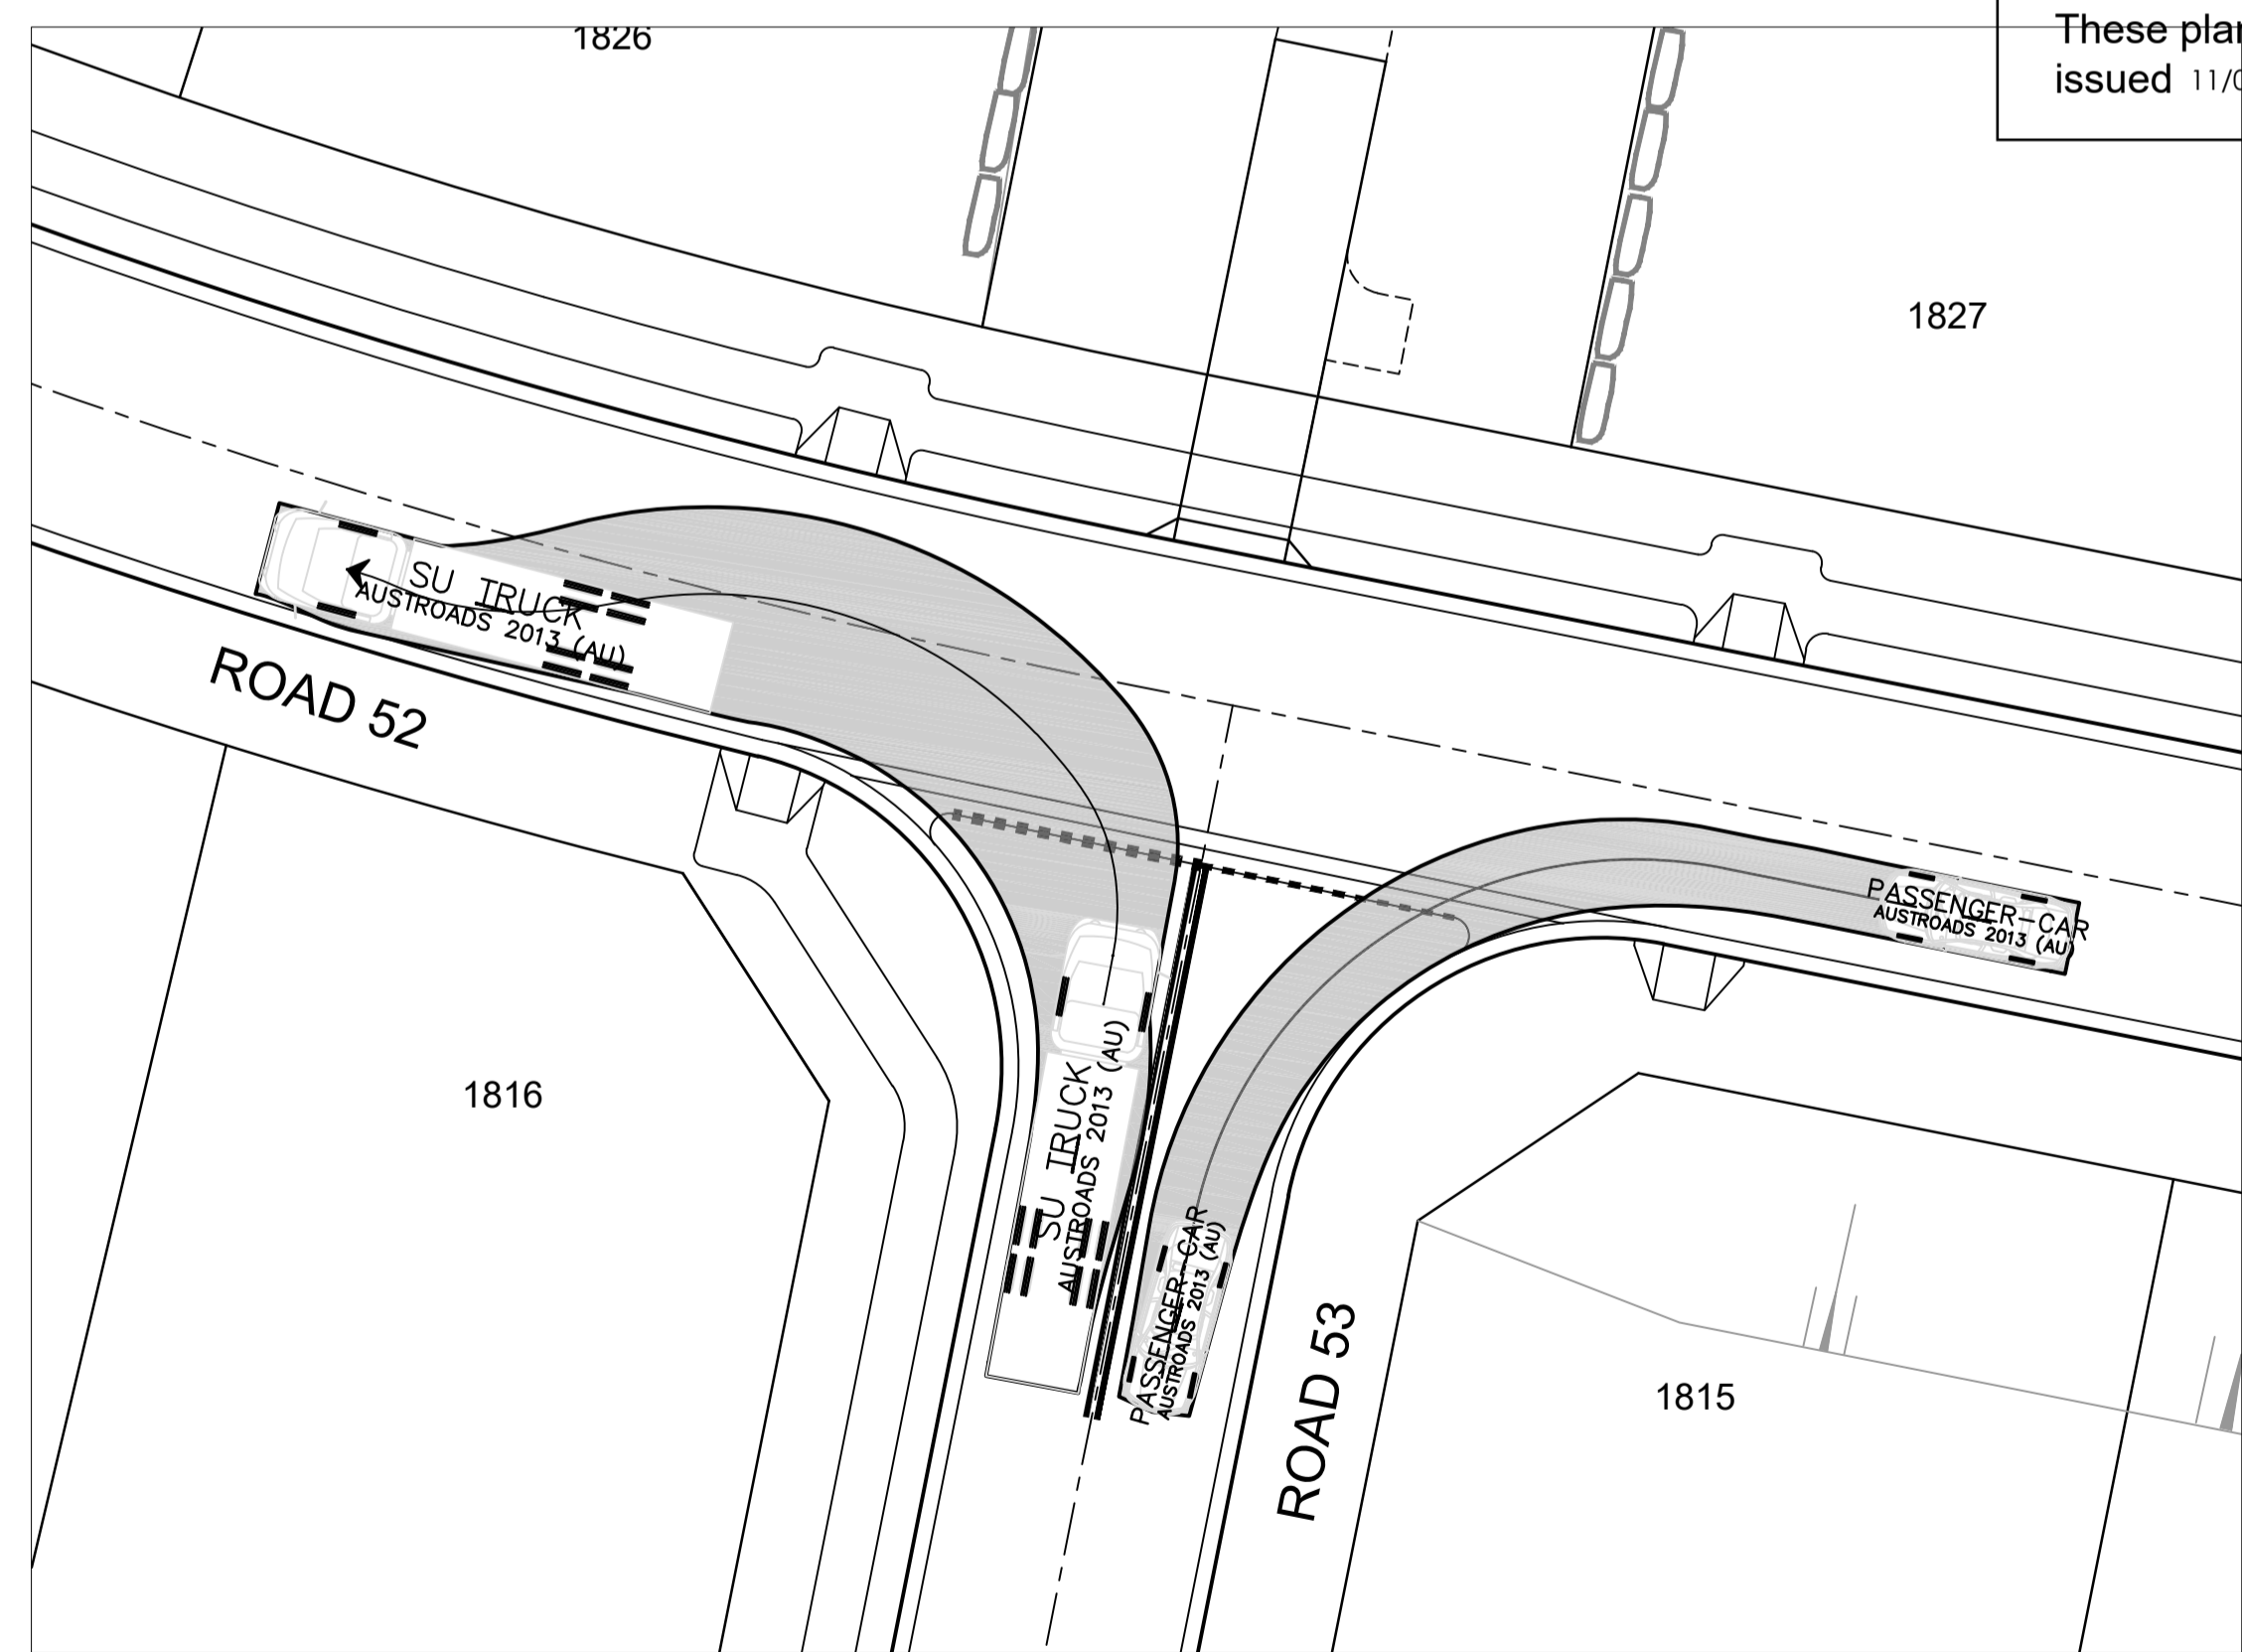 1826
These
issued 11/0
1827
SU TRUCK
AUSTROADS 2013 (AU)
ROAD 52
PASSENGER-CAR
AUSTROADS 2013 (AU)
1816
SU TRUCK
AUSTROADS 2013 (AU)
PASSENGER-CAR
AUSTROADS 2013 (AU)
ROAD 53
1815